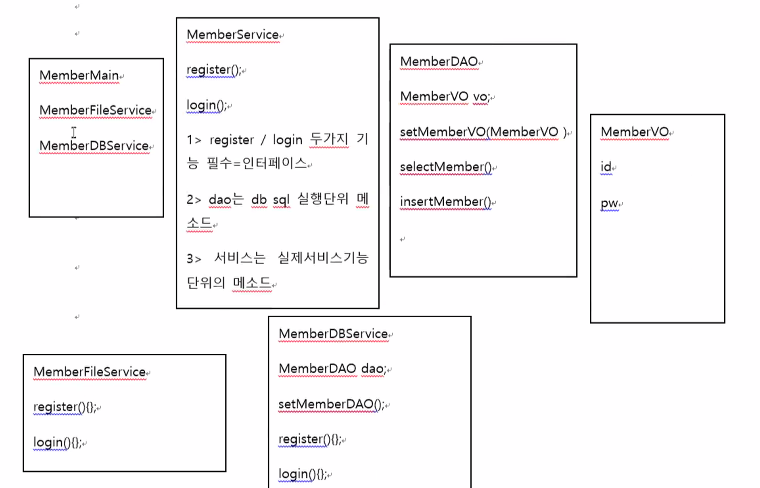 MemberMain
MemberFileService
MemberDBService
MemberService
register();
login();
1> register / login 두가지 기
능 필수=인터페이스
2> dao는 db sql 실행단위 메
소드
3> 서비스는 실제서비스기능
단위의 메소드
MemberDAO
MemberVO vo;
setMemberVO(MemberVO )
selectMember()
insertMember()
MemberVO
id
pw
MemberFileService
register(){};
login(){};
MemberDBService
MemberDAO dao;
setMemberDAO();
register(){};
login(){};